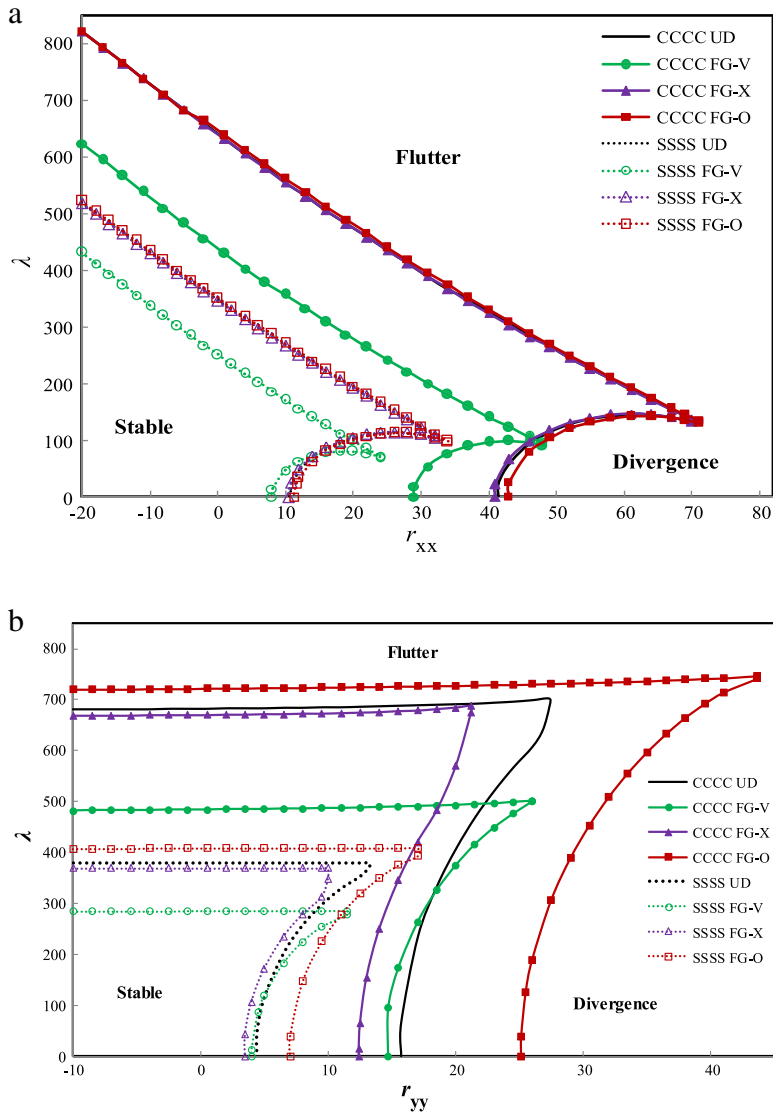 a
800
700
600
500
400
300
200
100
0
λ
CCCC UD
CCCC FG-V
CCCC FG-X
CCCC FG-O
SSSS UD
SSSS FG-V
SSSS FG-X
SSSS FG-O
Flutter
Stable
Divergence
-20 -10 0 10 20 30 40 50 60 70 80
rxx
b
800
700
600
500
400
300
200
100
0
λ
Flutter
CCCC UD
CCCC FG-V
CCCC FG-X
CCCC FG-O
SSSS UD
SSSS FG-V
SSSS FG-X
SSSS FG-O
Stable
Divergence
-10 0 10 20 30 40
ryy